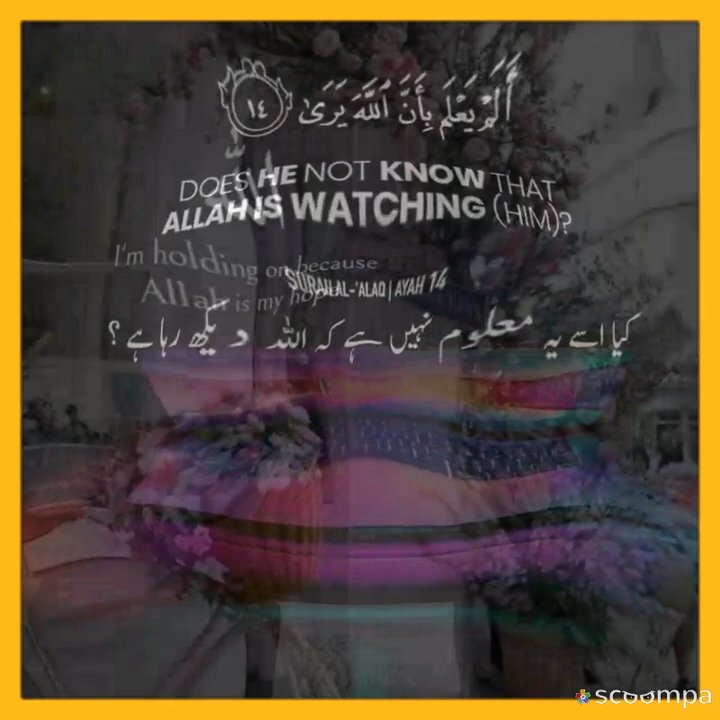 أَلَمْ يَعْلَم بِأَنَّ ٱللَّهَ يَرَىٰ ١٤
DOES HE NOT KNOW THAT
ALLAH IS WATCHING (HIM)?
I'm holding on because
Allah is my hope
SURAH AL-'ALAQ | AYAH 14
کیا اسے یہ معلوم نہیں ہے کہ اللہ دیکھ رہا ہے ؟
scoompa